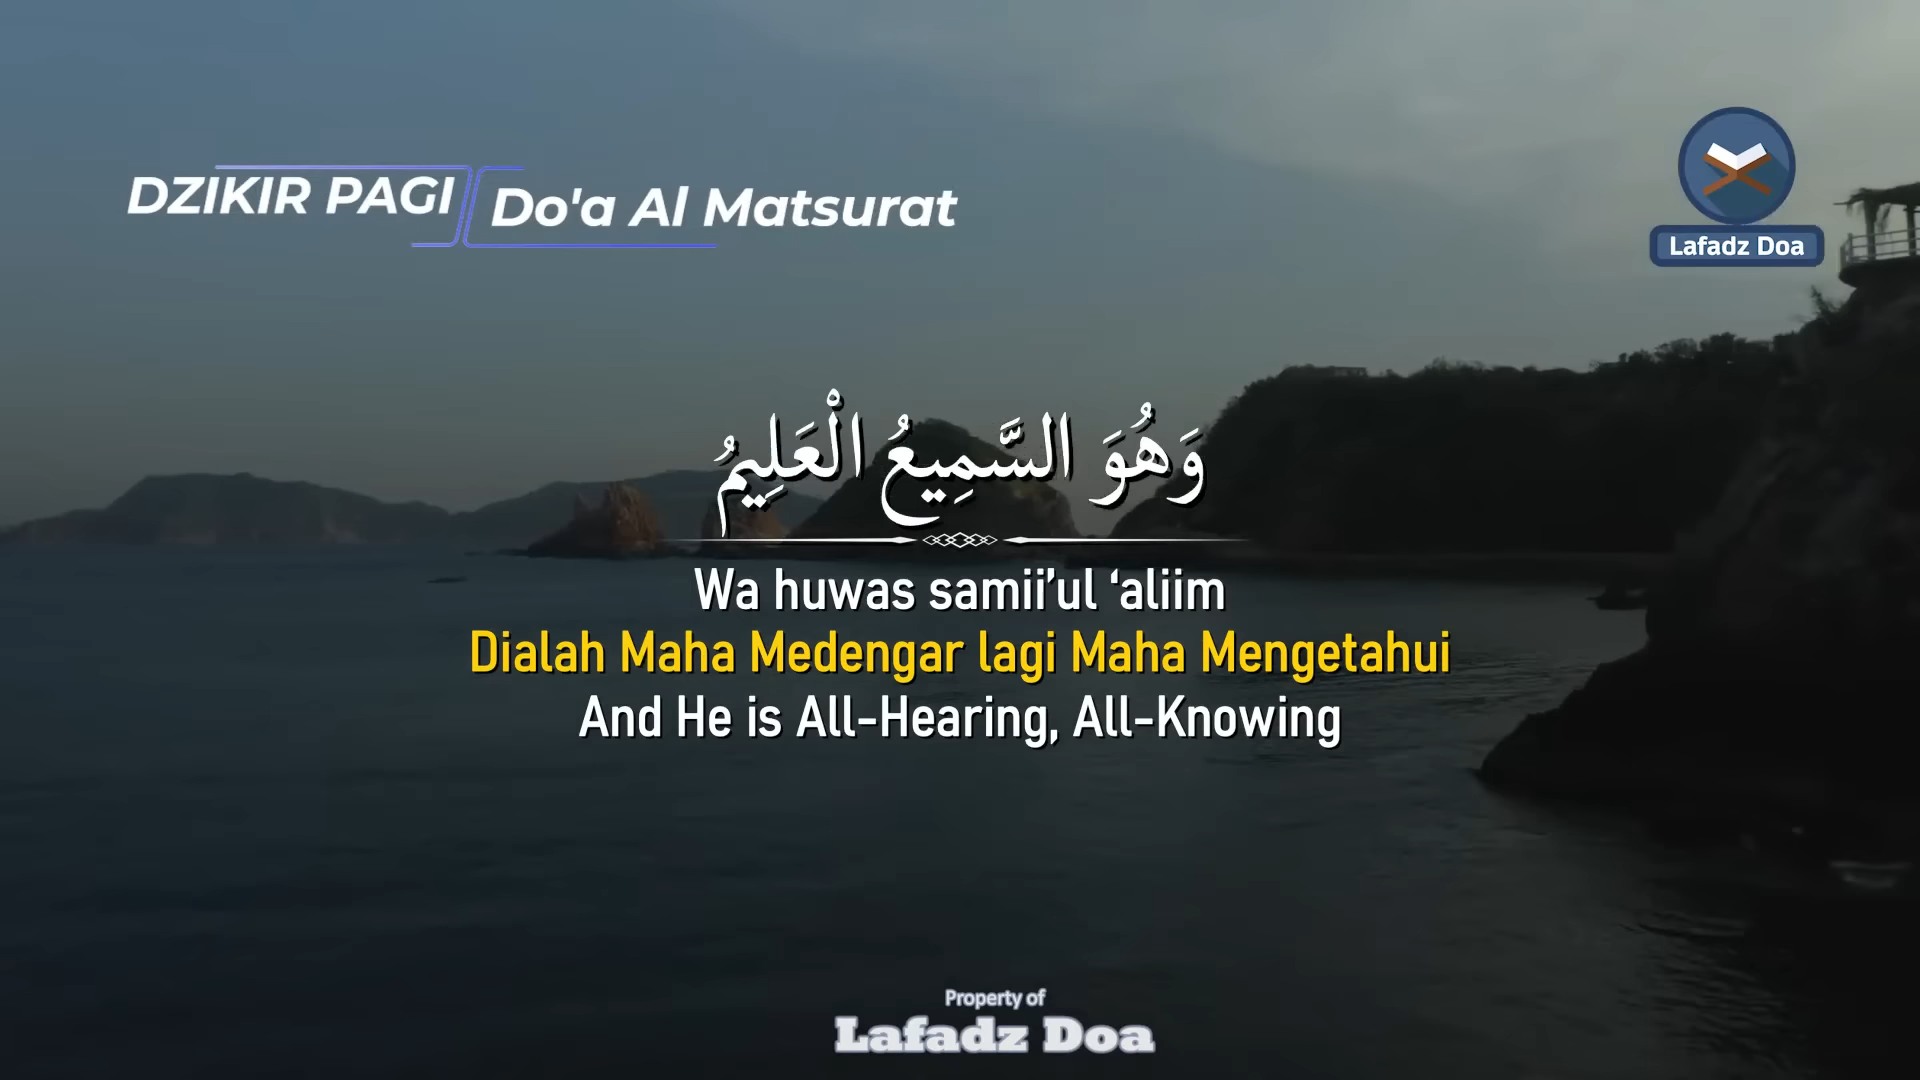 DZIKIR PAGI
Do'a Al Matsurat
Lafadz Doa
وَهُوَ السَّمِيعُ الْعَلِيمُ
Wa huwas samii’ul ‘aliim
Dialah Maha Medengar lagi Maha Mengetahui
And He is All-Hearing, All-Knowing
Property of
Lafadz Doa